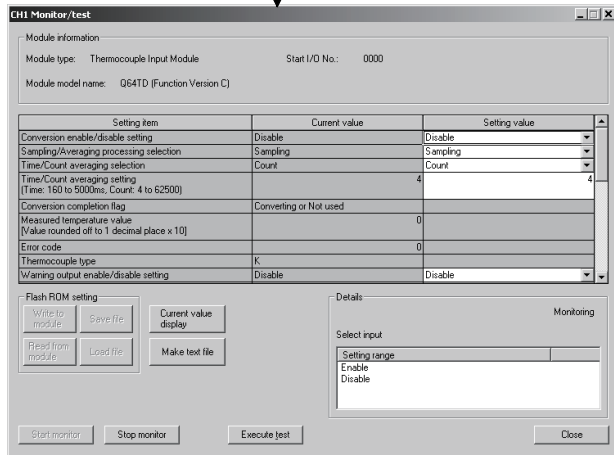 CH1 Monitor/test
Module information
Module type: Thermocouple Input Module Start I/O No.: 0000
Module model name: Q64TD (Function Version C)
Setting item Current value Setting value
Conversion enable/disable setting Disable Disable
Sampling/Averaging processing selection Sampling Sampling
Time/Count averaging selection Count Count
Time/Count averaging setting
(Time: 160 to 5000ms, Count: 4 to 62500) 4 4
Conversion completion flag Converting or Not used
Measured temperature value
[Value rounded off to 1 decimal place x 10] 0
Error code 0
Thermocouple type K
Warning output enable/disable setting Disable Disable
Flash ROM setting
Write to
module
Save file
Current value
display
Read from
module
Load file
Make text file
Details
Monitoring
Select input
Setting range
Enable
Disable
Start monitor Stop monitor Execute test Close